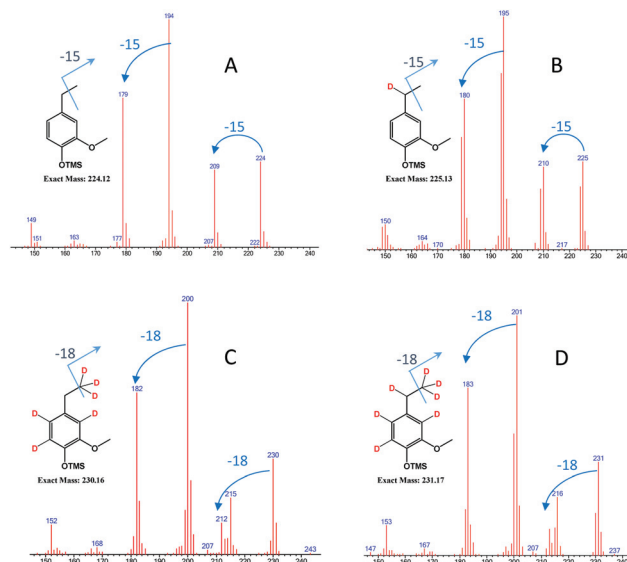 194
-15
-15
A
179
-15
224
209
D
O
OTMS
Exact Mass: 224.12
149
151
163
177
207
222
150 160 170 180 190 200 210 220 230 240
195
-15
-15
B
180
-15
225
210
D
O
OTMS
Exact Mass: 225.13
150
164
170
217
150 160 170 180 190 200 210 220 230 240
200
-18
-18
C
182
-18
230
215
212
D
D
D
D
D
D
O
OTMS
Exact Mass: 230.16
152
168
207
243
150 160 170 180 190 200 210 220 230 240
201
-18
-18
D
183
-18
231
216
D
D
D
D
D
D
D
O
OTMS
Exact Mass: 231.17
147
153
167
207
237
150 160 170 180 190 200 210 220 230 240